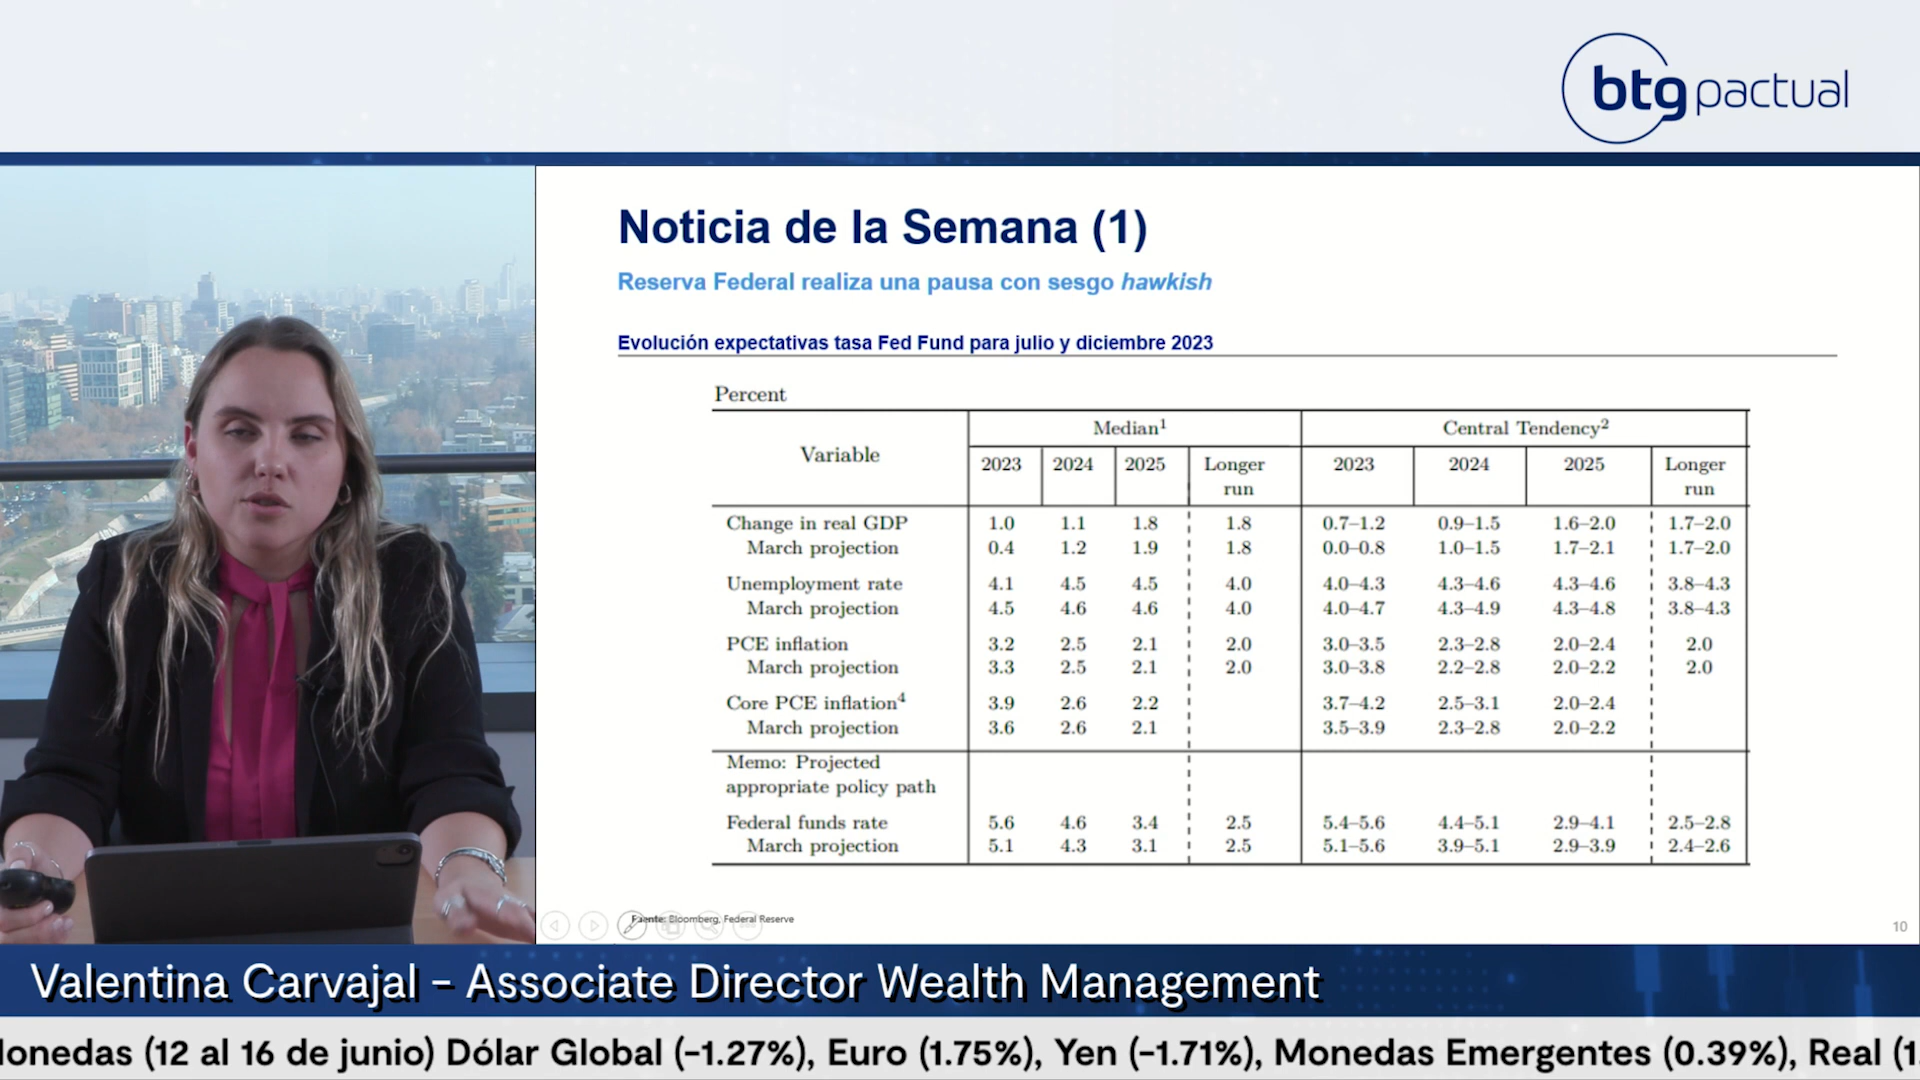 btg pactual
Noticia de la Semana (1)
Reserva Federal realiza una pausa con sesgo hawkish
Evolución expectativas tasa Fed Fund para julio y diciembre 2023
Percent
Variable Median¹ Central Tendency²
2023 2024 2025 Longer run 2023 2024 2025 Longer run
Change in real GDP 1.0 1.1 1.8 1.8 0.7–1.2 0.9–1.5 1.6–2.0 1.7–2.0
March projection 0.4 1.2 1.9 1.8 0.0–0.8 1.0–1.5 1.7–2.1 1.7–2.0
Unemployment rate 4.1 4.5 4.5 4.0 4.0–4.3 4.3–4.6 4.3–4.6 3.8–4.3
March projection 4.5 4.6 4.6 4.0 4.0–4.7 4.3–4.9 4.3–4.8 3.8–4.3
PCE inflation 3.2 2.5 2.1 2.0 3.0–3.5 2.3–2.8 2.0–2.4 2.0
March projection 3.3 2.5 2.1 2.0 3.0–3.8 2.2–2.8 2.0–2.2 2.0
Core PCE inflation⁴ 3.9 2.6 2.2 3.7–4.2 2.5–3.1 2.0–2.4
March projection 3.6 2.6 2.1 3.5–3.9 2.3–2.8 2.0–2.2
Memo: Projected
appropriate policy path
Federal funds rate 5.6 4.6 3.4 2.5 5.4–5.6 4.4–5.1 2.9–4.1 2.5–2.8
March projection 5.1 4.3 3.1 2.5 5.1–5.6 3.9–5.1 2.9–3.9 2.4–2.6
Fuente: Bloomberg, Federal Reserve
10
Valentina Carvajal – Associate Director Wealth Management
onedas (12 al 16 de junio) Dólar Global (-1.27%), Euro (1.75%), Yen (-1.71%), Monedas Emergentes (0.39%), Real (1.